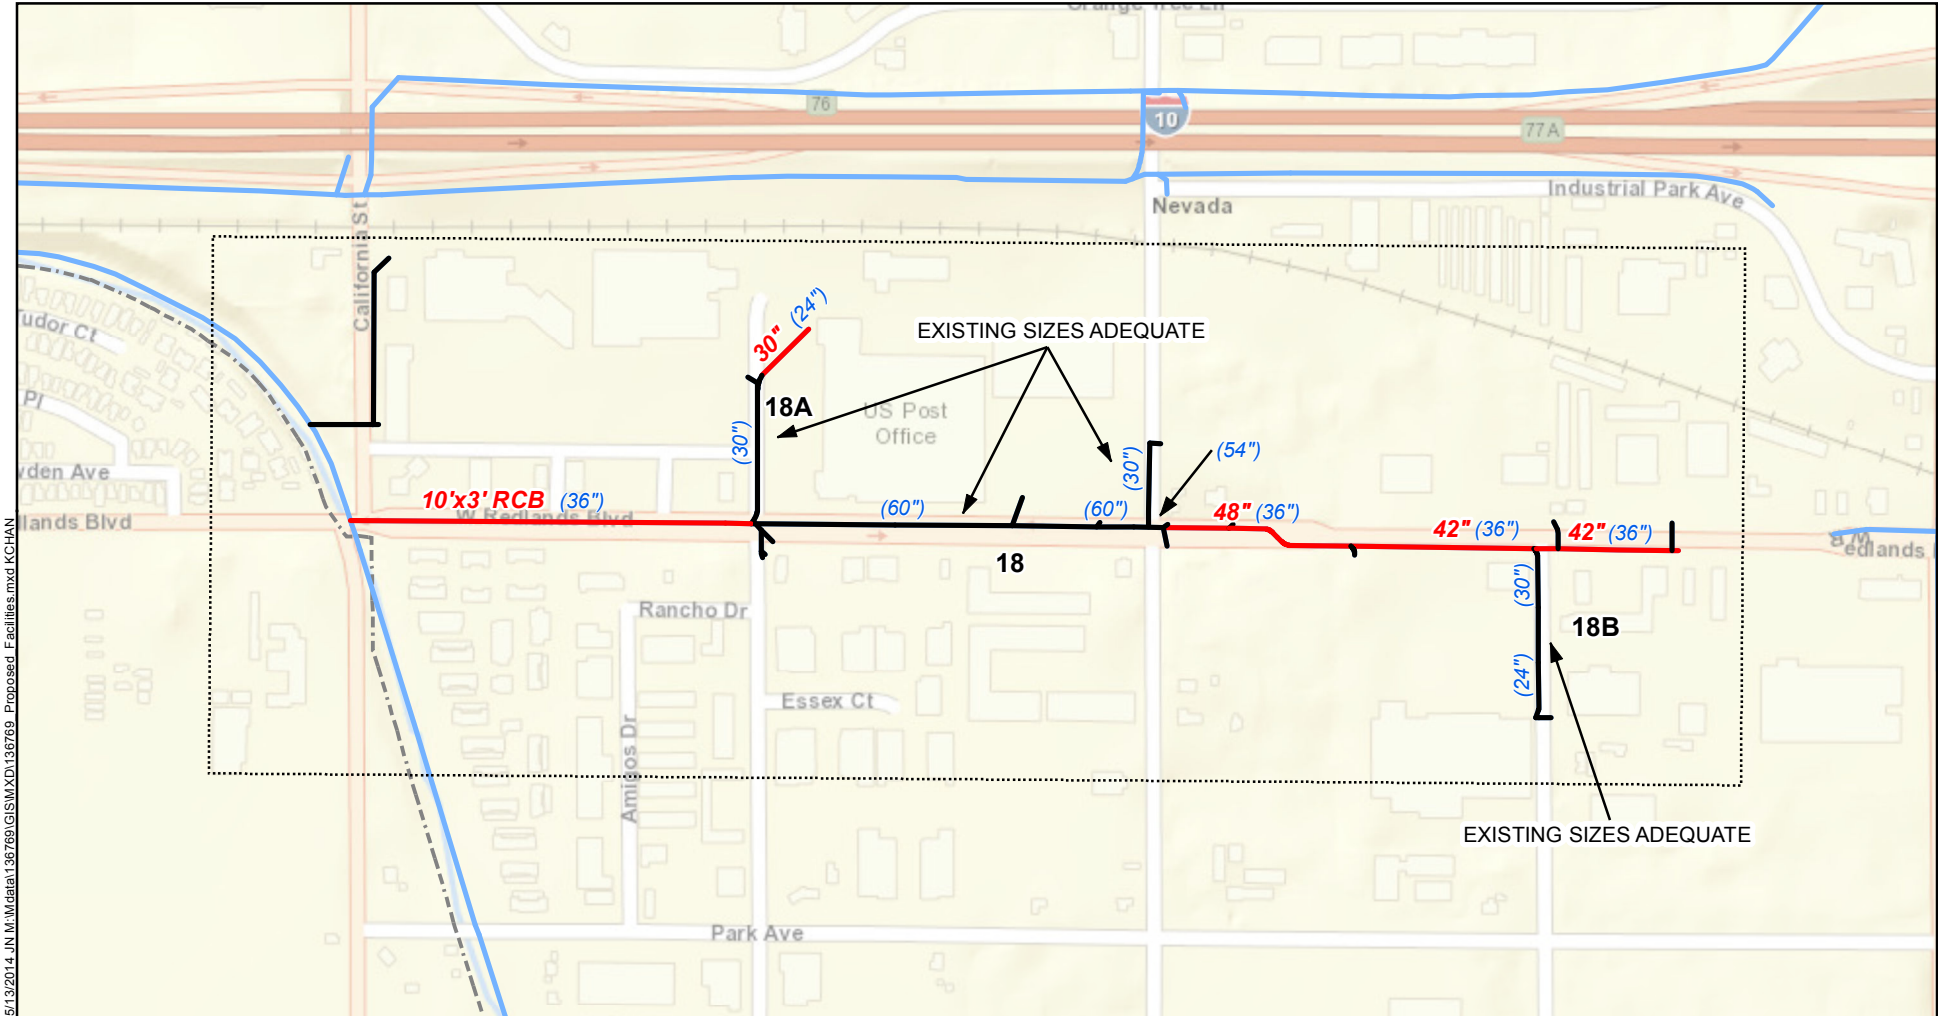 Orange Tree Ln
76
10
77A
Industrial Park Ave
Nevada
California St
Tudor Ct
Pl
yden Ave
llands Blvd
30" (24")
EXISTING SIZES ADEQUATE
18A
US Post
Office
(30")
(30")
(54")
10'x3' RCB (36")
W Redlands Blvd
(60")
(60")
48" (36")
42" (36")
42" (36")
W B
edlands
18
(30")
Rancho Dr
18B
(24")
Essex Ct
Amigos Dr
EXISTING SIZES ADEQUATE
Park Ave
5/13/2014 JN M:\Mdata\136769\GIS\MXD\136769_Proposed_Facilities.mxd KCHAN